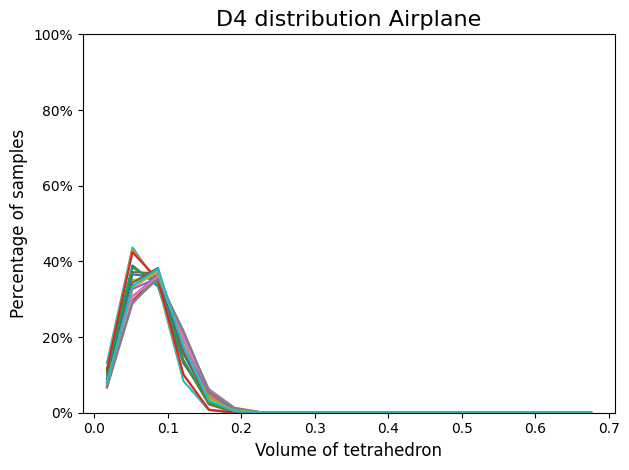 D4 distribution Airplane
100%
80%
60%
40%
20%
0%
Percentage of samples
0.0 0.1 0.2 0.3 0.4 0.5 0.6 0.7
Volume of tetrahedron